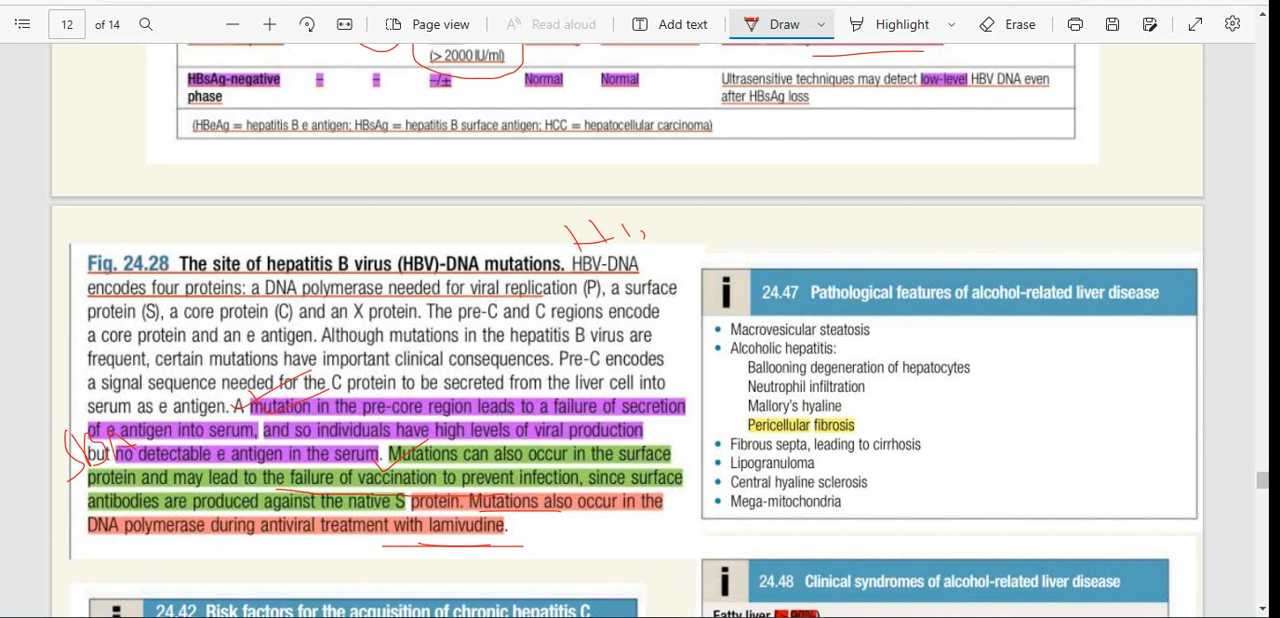 12 of 14 Page view Read aloud Add text Draw Highlight Erase
(> 2000 IU/ml)
HBsAg-negative – – –/± Normal Normal Ultrasensitive techniques may detect low-level HBV DNA even
phase after HBsAg loss
(HBeAg = hepatitis B e antigen; HBsAg = hepatitis B surface antigen; HCC = hepatocellular carcinoma)
Fig. 24.28 The site of hepatitis B virus (HBV)-DNA mutations. HBV-DNA
encodes four proteins: a DNA polymerase needed for viral replication (P), a surface
protein (S), a core protein (C) and an X protein. The pre-C and C regions encode
a core protein and an e antigen. Although mutations in the hepatitis B virus are
frequent, certain mutations have important clinical consequences. Pre-C encodes
a signal sequence needed for the C protein to be secreted from the liver cell into
serum as e antigen. A mutation in the pre-core region leads to a failure of secretion
of e antigen into serum, and so individuals have high levels of viral production
but no detectable e antigen in the serum. Mutations can also occur in the surface
protein and may lead to the failure of vaccination to prevent infection, since surface
antibodies are produced against the native S protein. Mutations also occur in the
DNA polymerase during antiviral treatment with lamivudine.
i 24.47 Pathological features of alcohol-related liver disease
• Macrovesicular steatosis
• Alcoholic hepatitis:
Ballooning degeneration of hepatocytes
Neutrophil infiltration
Mallory's hyaline
Pericellular fibrosis
• Fibrous septa, leading to cirrhosis
• Lipogranuloma
• Central hyaline sclerosis
• Mega-mitochondria
24.42 Risk factors for the acquisition of chronic hepatitis C
i 24.48 Clinical syndromes of alcohol-related liver disease
Fatty liver (> 90%)